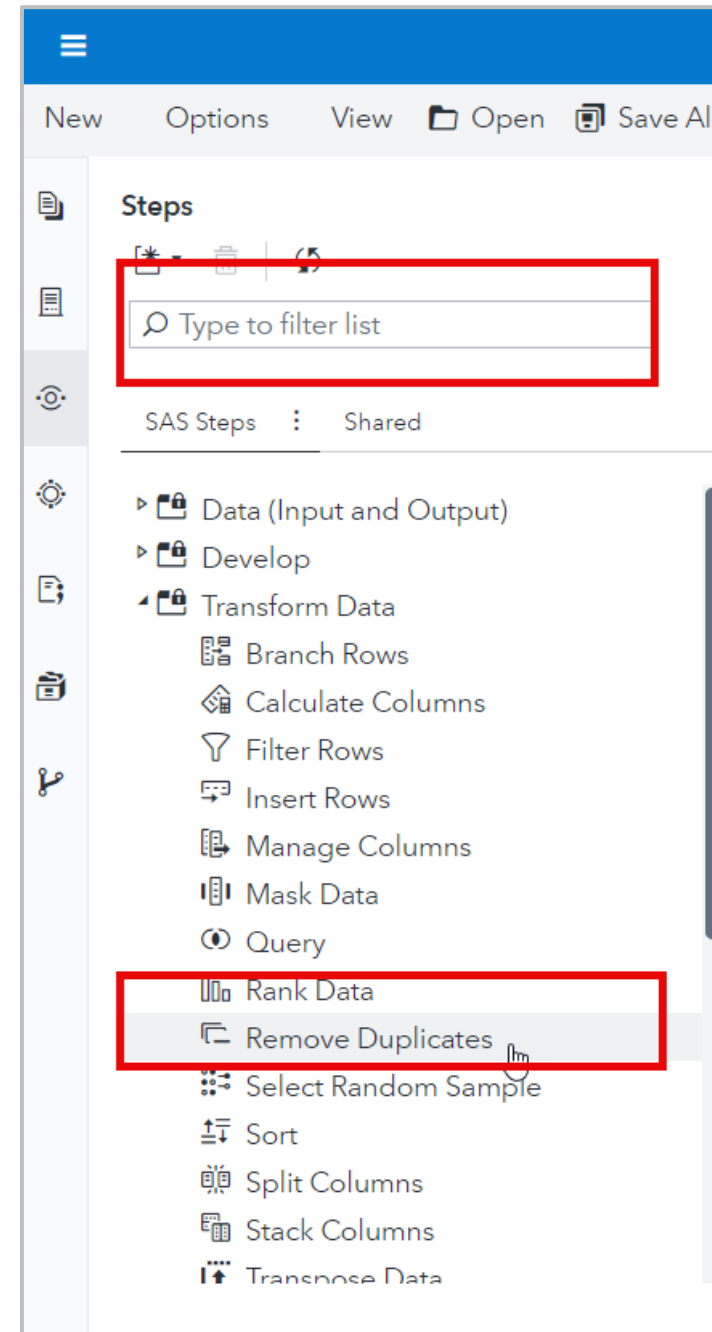 New Options View Open Save Al
Steps
Type to filter list
SAS Steps Shared
Data (Input and Output)
Develop
Transform Data
Branch Rows
Calculate Columns
Filter Rows
Insert Rows
Manage Columns
Mask Data
Query
Rank Data
Remove Duplicates
Select Random Sample
Sort
Split Columns
Stack Columns
Transpose Data